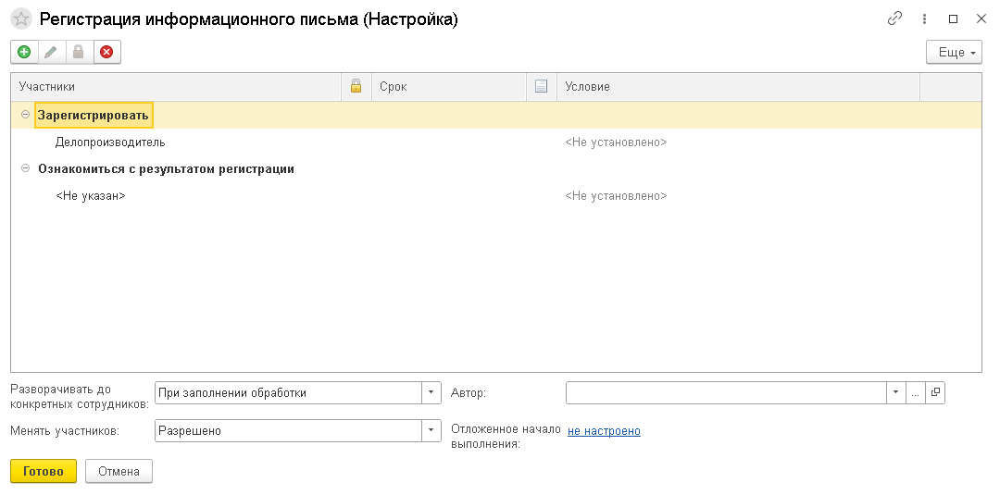 Регистрация информационного письма (Настройка)
Еще
Участники Срок Условие
Зарегистрировать
Делопроизводитель <Не установлено>
Ознакомиться с результатом регистрации
<Не указан> <Не установлено>
Разворачивать до
конкретных сотрудников: При заполнении обработки Автор: ...
Менять участников: Разрешено Отложенное начало
выполнения: не настроено
Готово Отмена